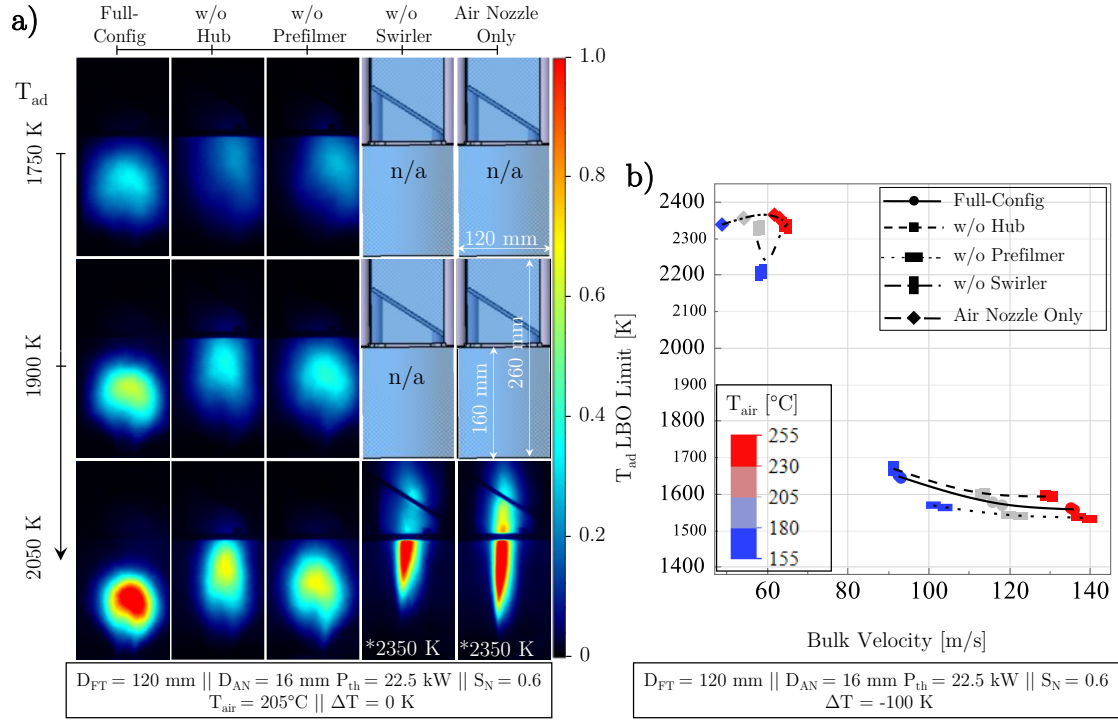 a)
Full-
Config
w/o
Hub
w/o
Prefilmer
w/o
Swirler
Air Nozzle
Only
T_ad
1750 K
1900 K
2050 K
n/a
n/a
120 mm
n/a
160 mm
260 mm
*2350 K
*2350 K
1.0
0.8
0.6
0.4
0.2
0
D_FT = 120 mm || D_AN = 16 mm P_th = 22.5 kW || S_N = 0.6
T_air = 205°C || ΔT = 0 K
b)
T_ad LBO Limit [K]
2400
2300
2200
2100
2000
1900
1800
1700
1600
1500
1400
Full-Config
w/o Hub
w/o Prefilmer
w/o Swirler
Air Nozzle Only
T_air [°C]
255
230
205
180
155
60
80
100
120
140
Bulk Velocity [m/s]
D_FT = 120 mm || D_AN = 16 mm P_th = 22.5 kW || S_N = 0.6
ΔT = -100 K